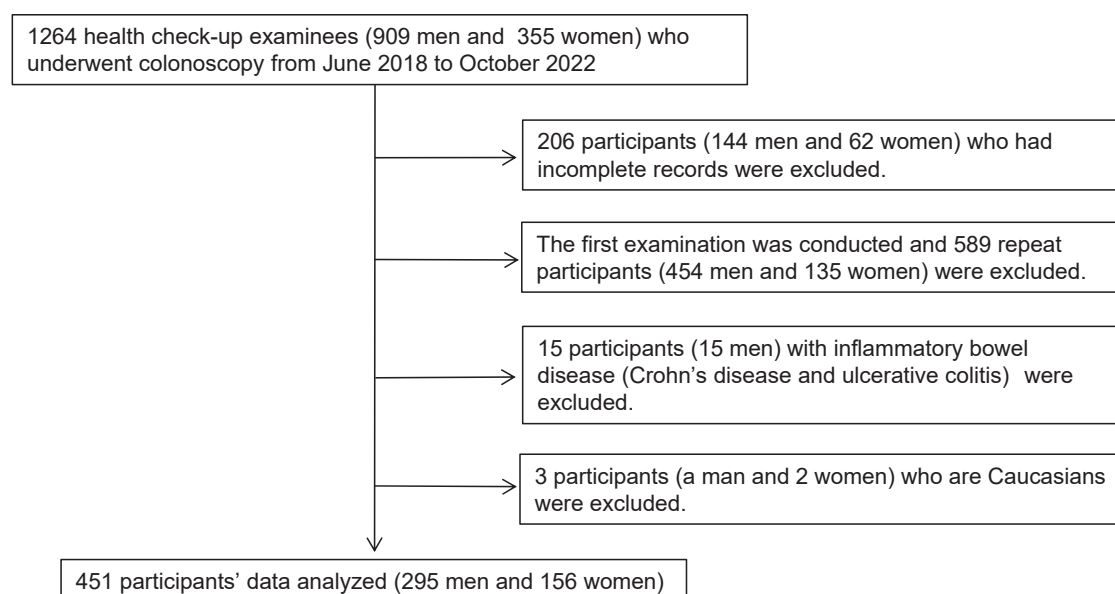 1264 health check-up examinees (909 men and  355 women) who
underwent colonoscopy from June 2018 to October 2022
206 participants (144 men and 62 women) who had
incomplete records were excluded.
The first examination was conducted and 589 repeat
participants (454 men and 135 women) were excluded.
15 participants (15 men) with inflammatory bowel
disease (Crohn’s disease and ulcerative colitis)  were
excluded.
3 participants (a man and 2 women) who are Caucasians
were excluded.
451 participants’ data analyzed (295 men and 156 women)